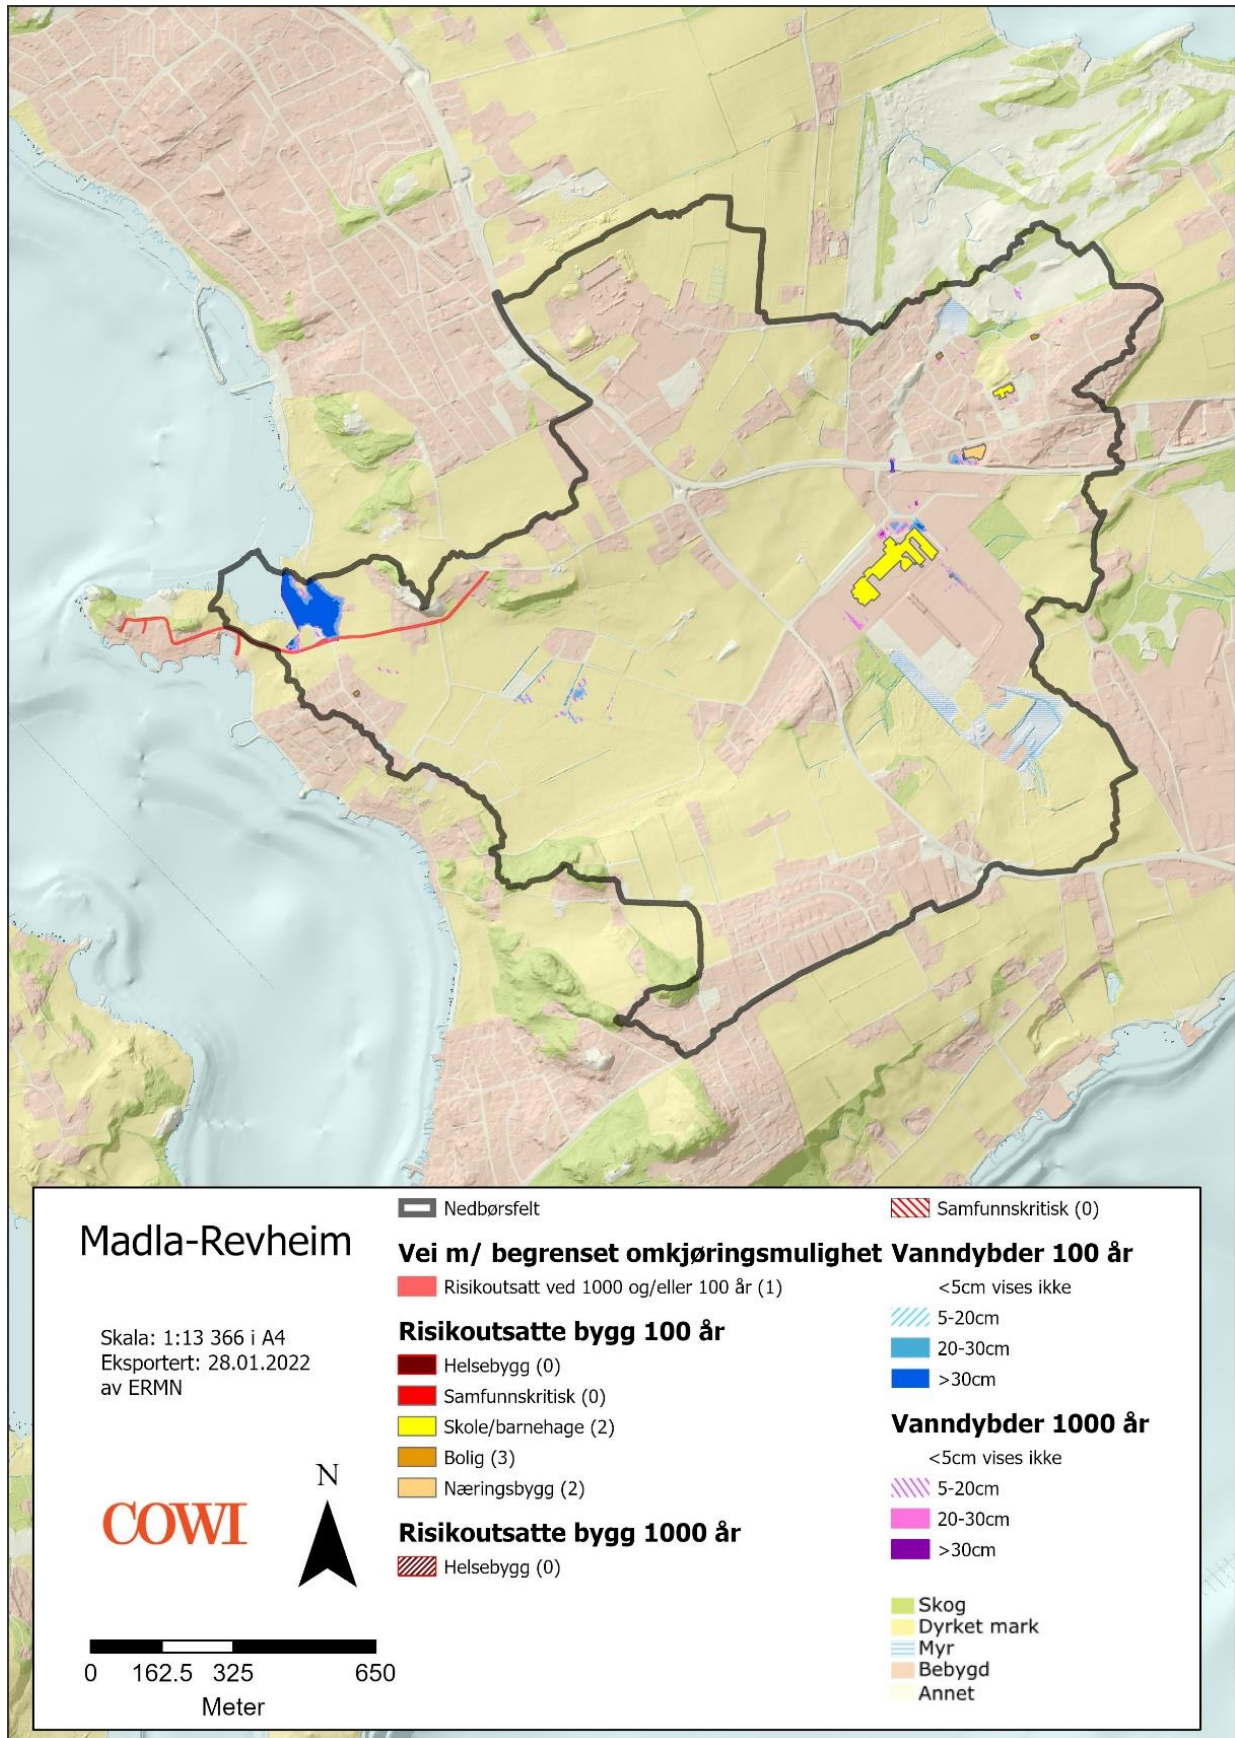 Madla-Revheim
Skala: 1:13 366 i A4
Eksportert: 28.01.2022
av ERMN
COWI
N
0 162.5 325 650
Meter
Nedbørsfelt
Vei m/ begrenset omkjøringsmulighet
Risikoutsatt ved 1000 og/eller 100 år (1)
Risikoutsatte bygg 100 år
Helsebygg (0)
Samfunnskritisk (0)
Skole/barnehage (2)
Bolig (3)
Næringsbygg (2)
Risikoutsatte bygg 1000 år
Helsebygg (0)
Samfunnskritisk (0)
Vanndybder 100 år
<5cm vises ikke
5-20cm
20-30cm
>30cm
Vanndybder 1000 år
<5cm vises ikke
5-20cm
20-30cm
>30cm
Skog
Dyrket mark
Myr
Bebygd
Annet